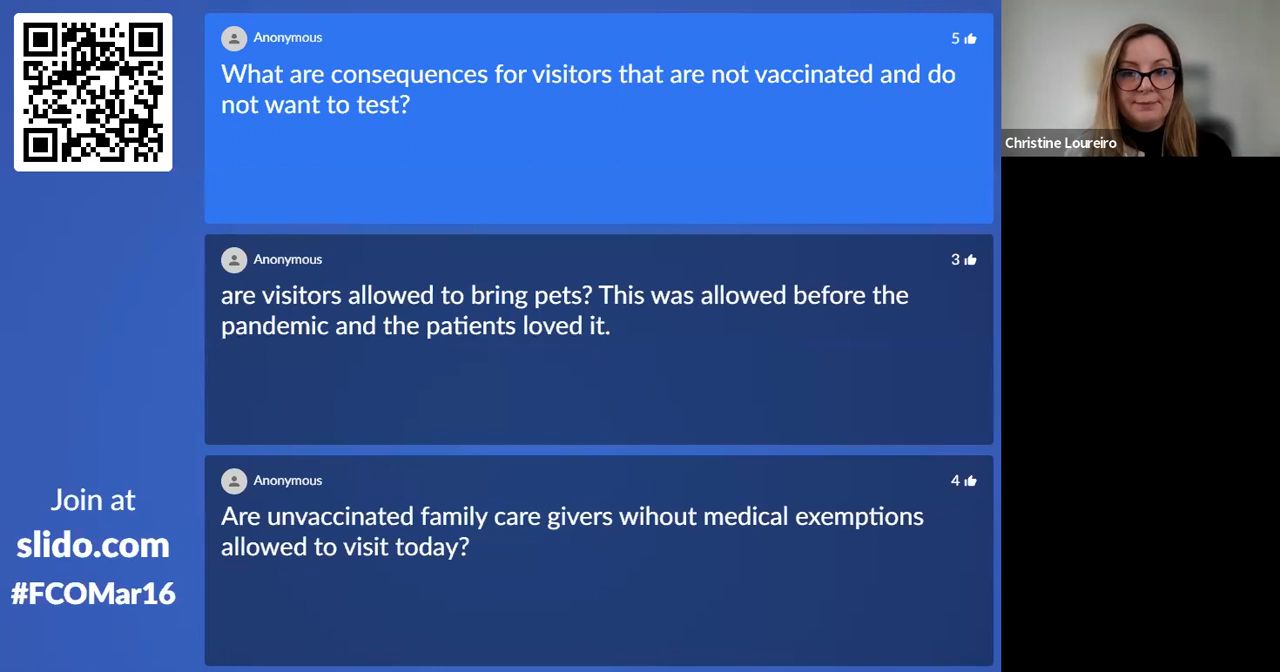 Anonymous
5
What are consequences for visitors that are not vaccinated and do
not want to test?
Christine Loureiro
Anonymous
3
are visitors allowed to bring pets? This was allowed before the
pandemic and the patients loved it.
Anonymous
4
Are unvaccinated family care givers wihout medical exemptions
allowed to visit today?
Join at
slido.com
#FCOMar16